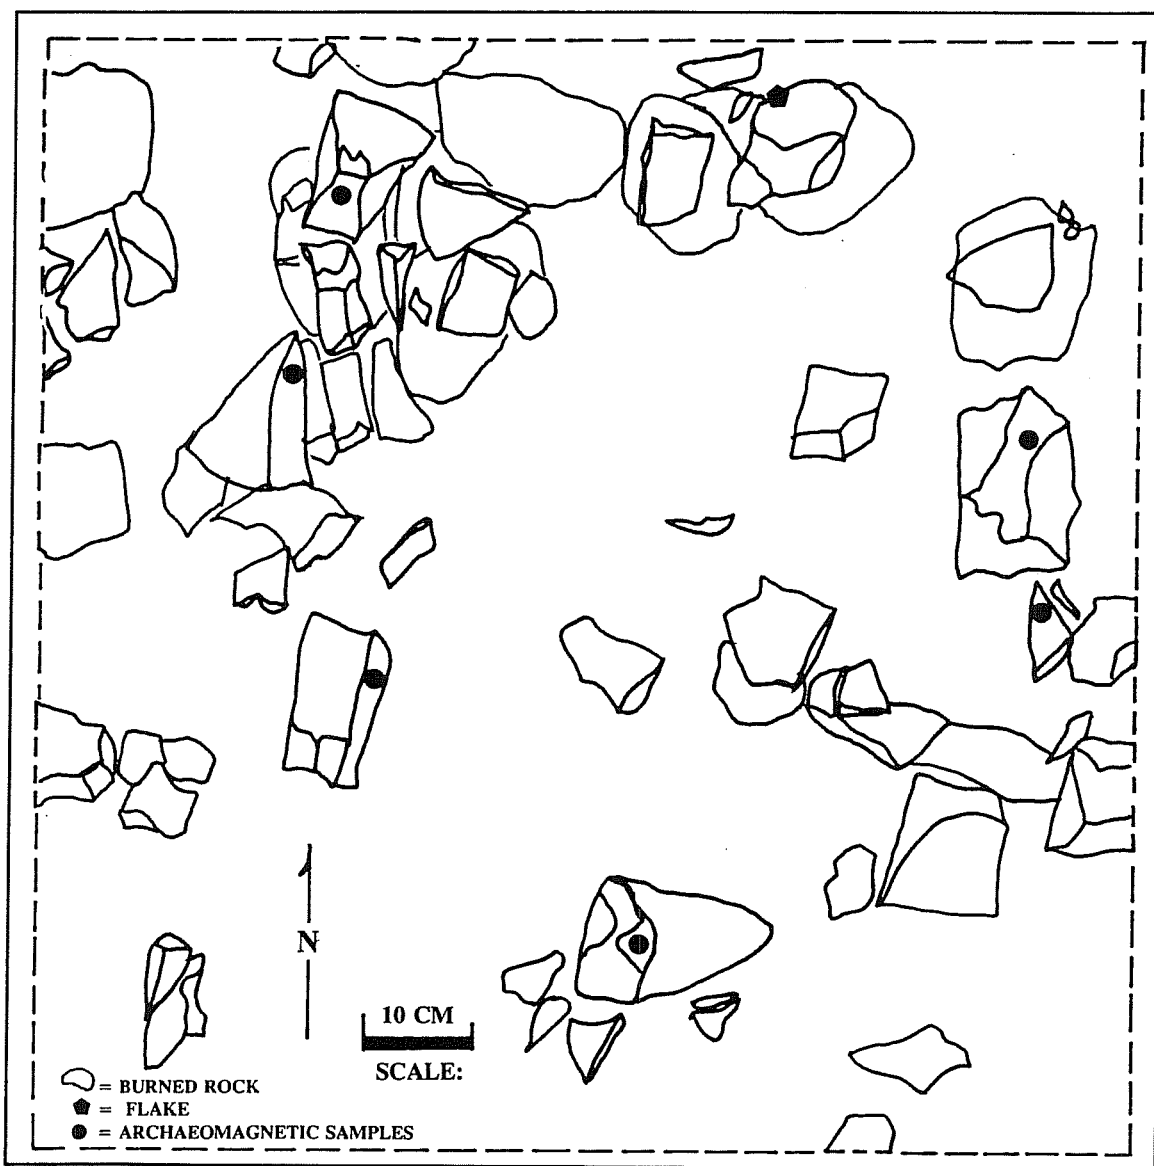 N
10 CM
SCALE:
= BURNED ROCK
= FLAKE
= ARCHAEOMAGNETIC SAMPLES